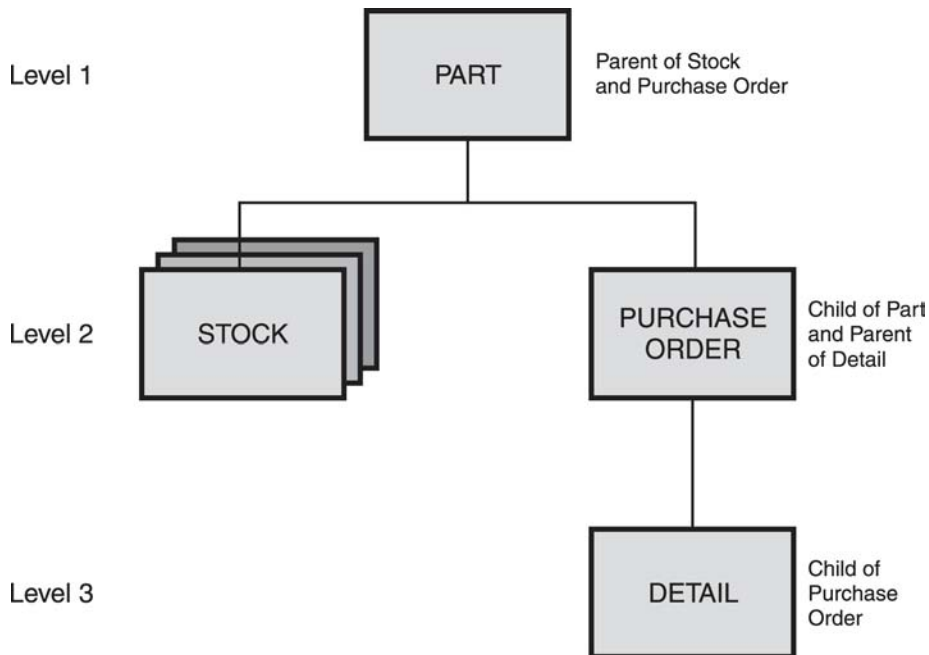 Level 1
PART
Parent of Stock
and Purchase Order
Level 2
STOCK
PURCHASE
ORDER
Child of Part
and Parent
of Detail
Level 3
DETAIL
Child of
Purchase
Order